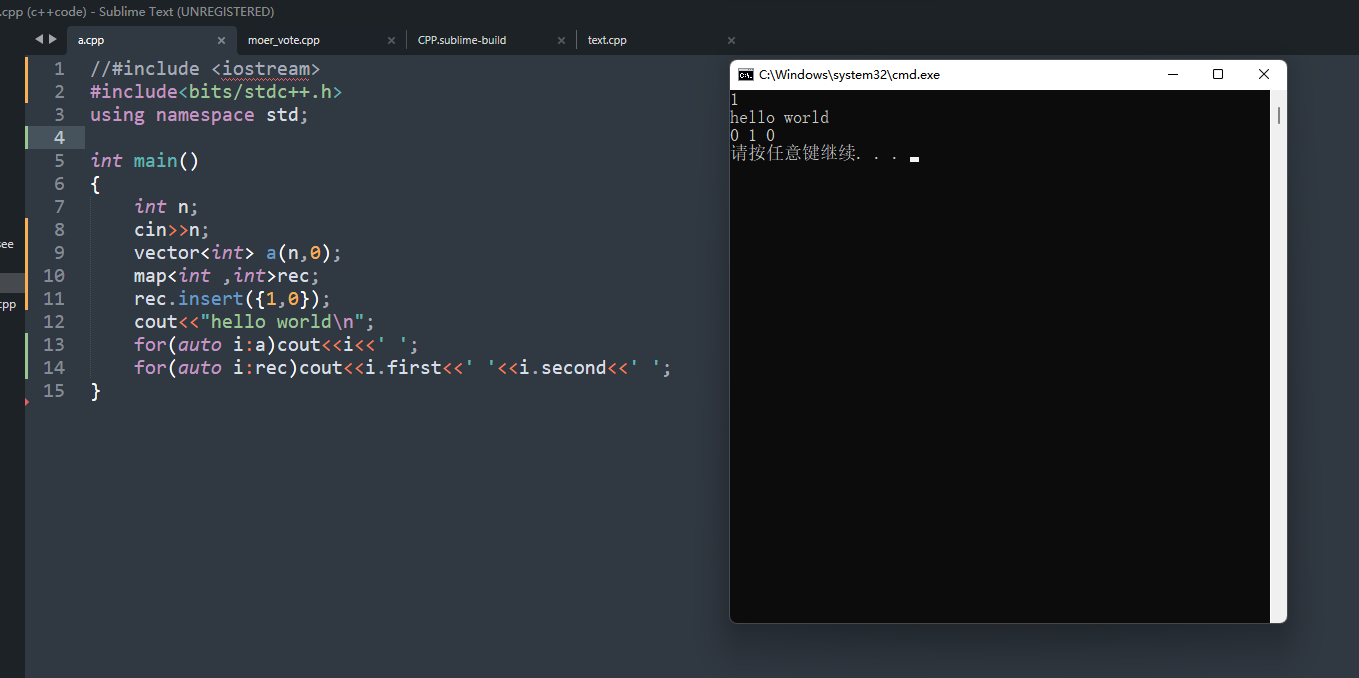 .cpp (c++code) - Sublime Text (UNREGISTERED)
a.cpp moer_vote.cpp CPP.sublime-build text.cpp
1 //#include <iostream>
2 #include<bits/stdc++.h>
3 using namespace std;
4
5 int main()
6 {
7 int n;
8 cin>>n;
9 vector<int> a(n,0);
10 map<int ,int>rec;
11 rec.insert({1,0});
12 cout<<"hello world\n";
13 for(auto i:a)cout<<i<<' ';
14 for(auto i:rec)cout<<i.first<<' '<<i.second<<' ';
15 }
see
cpp
C:\Windows\system32\cmd.exe
1
hello world
0 1 0
请按任意键继续. . .